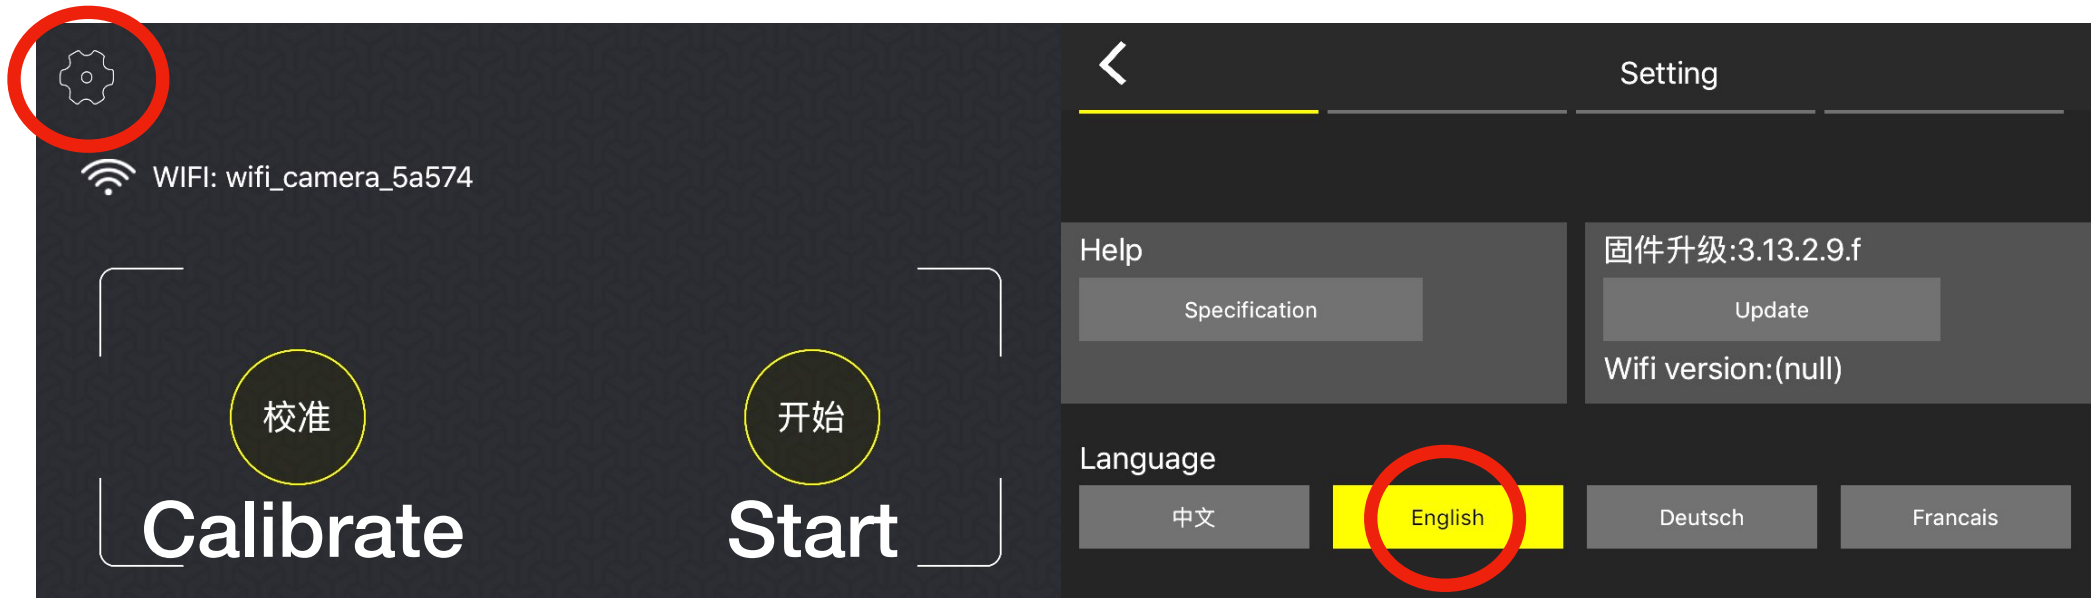 WIFI: wifi_camera_5a574
校准
开始
Calibrate
Start
Setting
Help
Specification
固件升级:3.13.2.9.f
Update
Wifi version:(null)
Language
中文
English
Deutsch
Francais